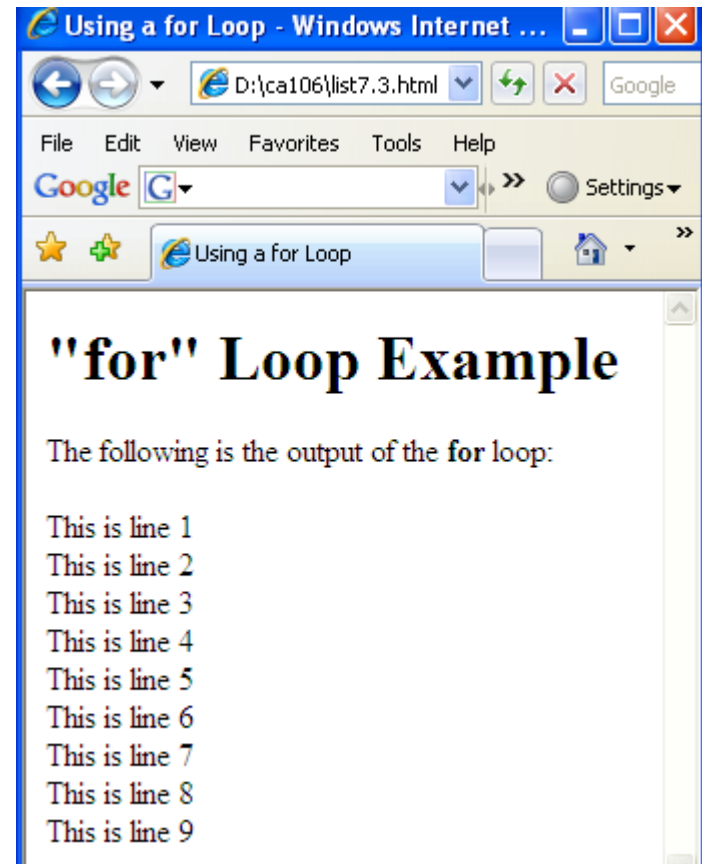 Using a for Loop - Windows Internet ...
D:\ca106\list7.3.html
Google
File Edit View Favorites Tools Help
Google G Settings
Using a for Loop
"for" Loop Example
The following is the output of the for loop:
This is line 1
This is line 2
This is line 3
This is line 4
This is line 5
This is line 6
This is line 7
This is line 8
This is line 9